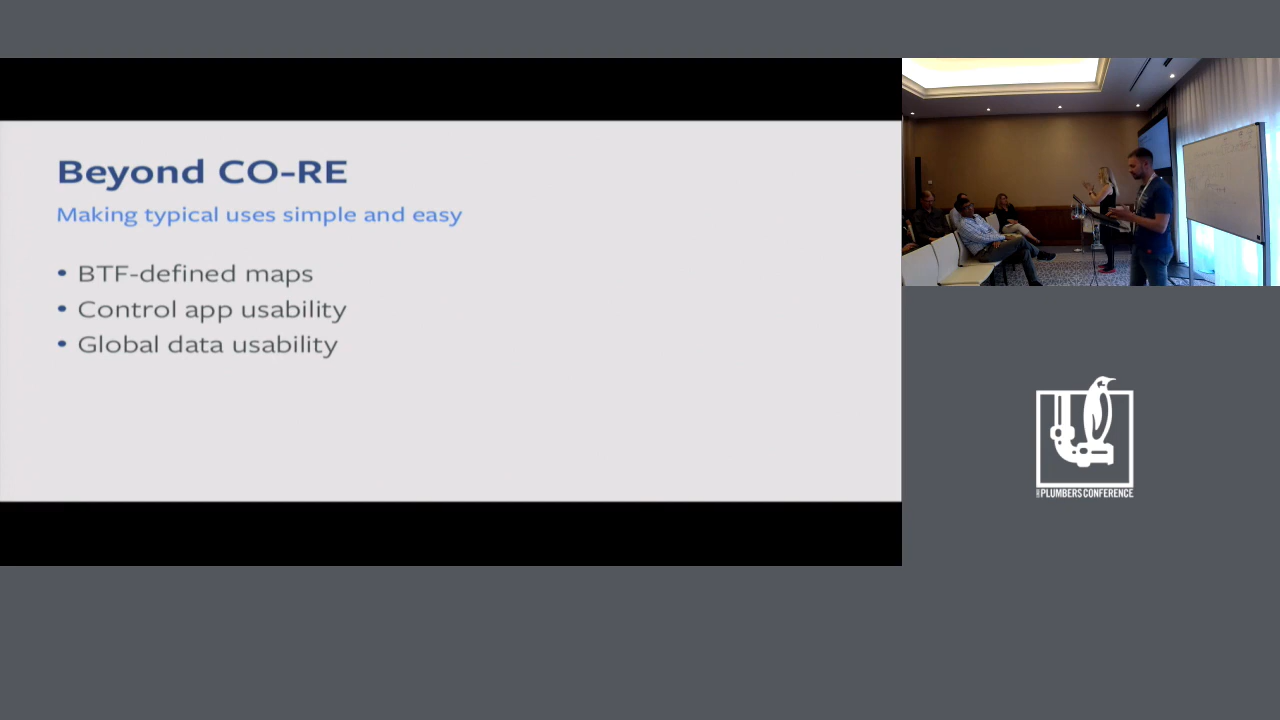 Beyond CO-RE
Making typical uses simple and easy
• BTF-defined maps
• Control app usability
• Global data usability
PLUMBERS CONFERENCE